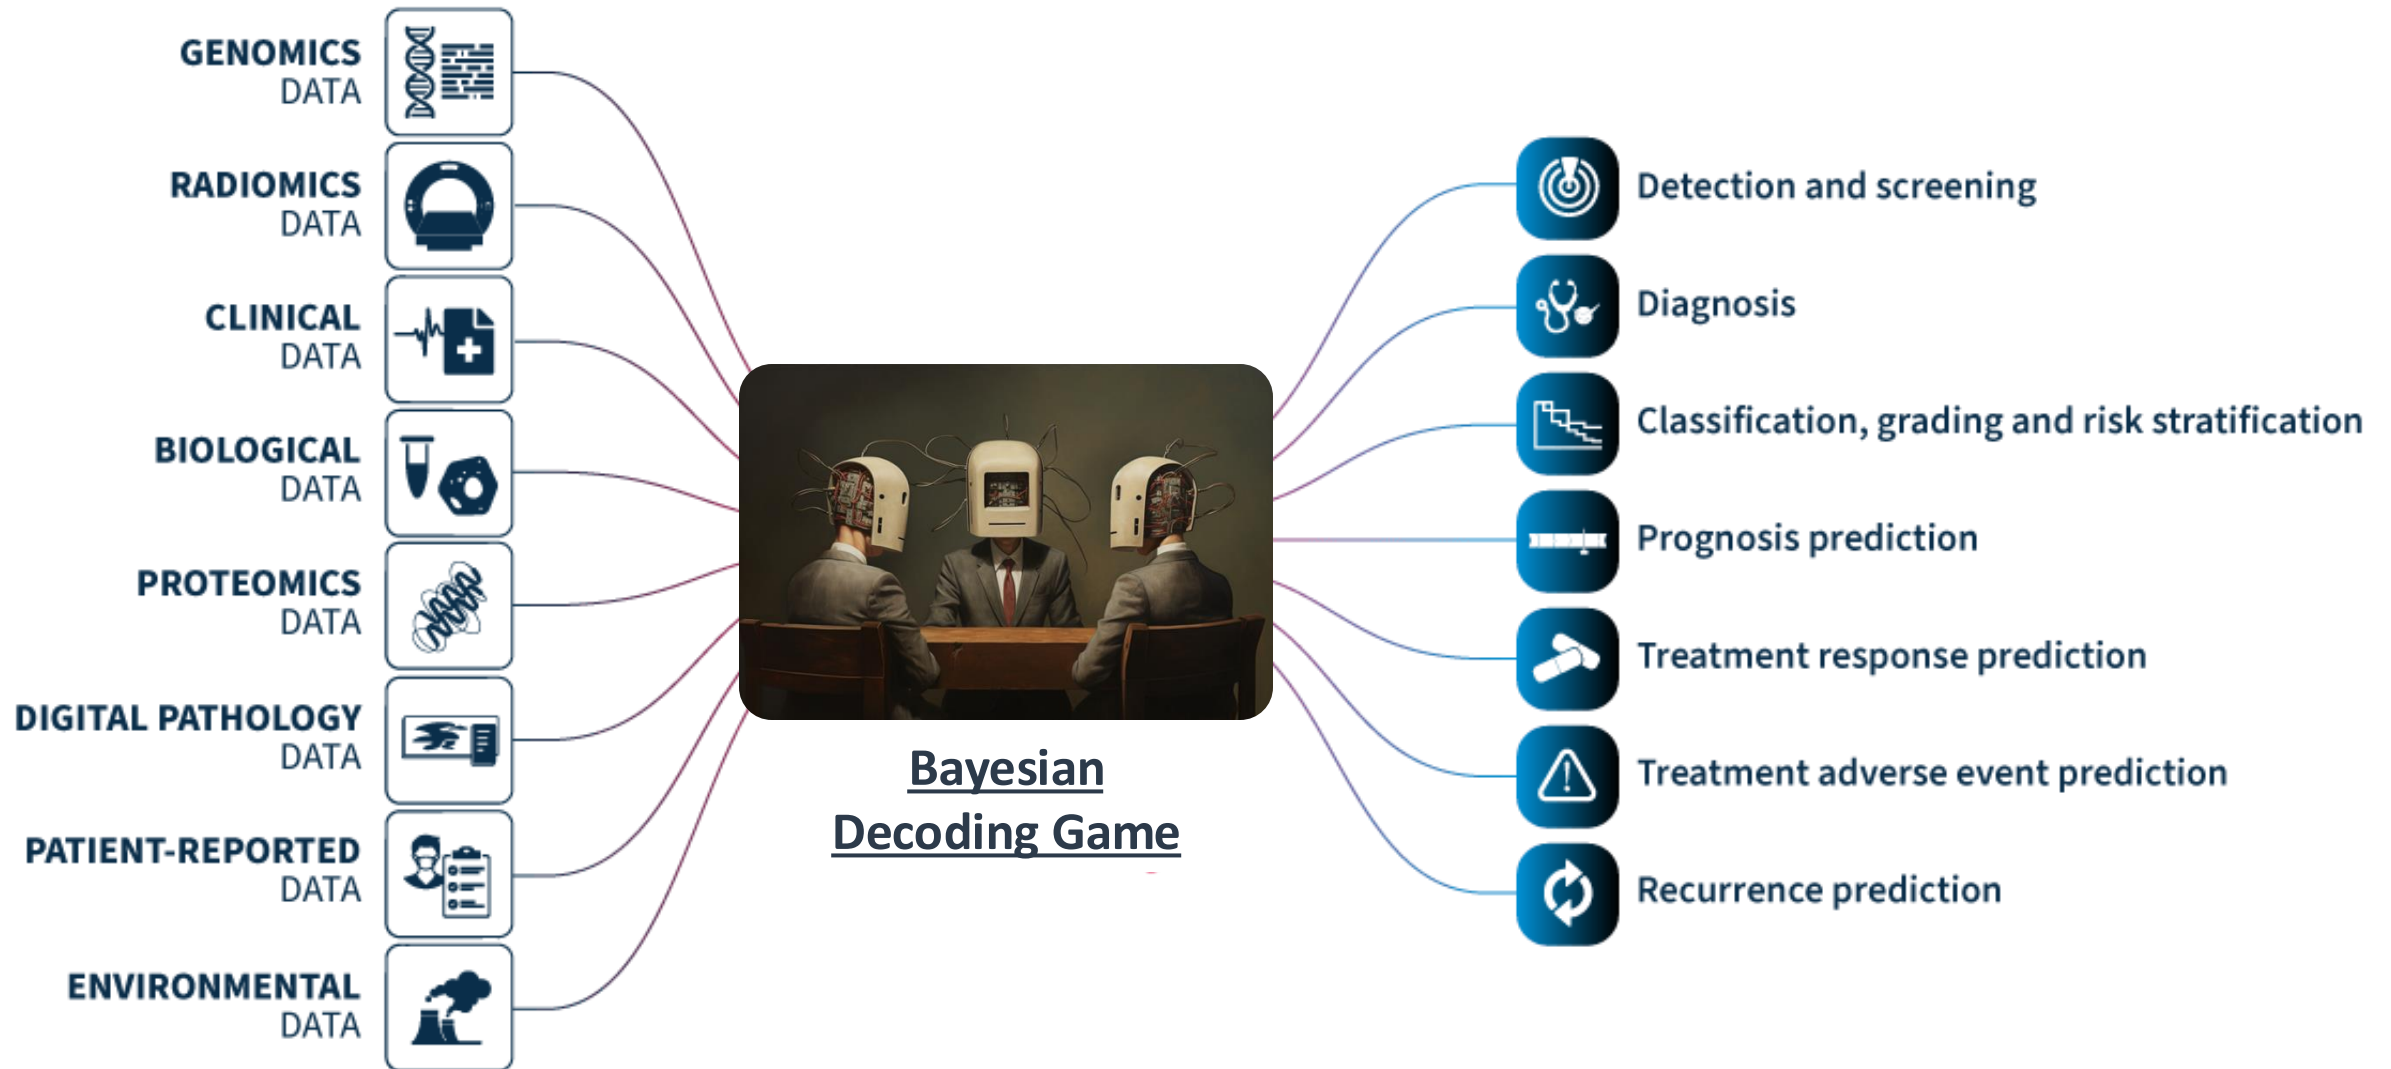 GENOMICS
DATA
RADIOMICS
DATA
CLINICAL
DATA
BIOLOGICAL
DATA
PROTEOMICS
DATA
DIGITAL PATHOLOGY
DATA
PATIENT-REPORTED
DATA
ENVIRONMENTAL
DATA
Bayesian
Decoding Game
Detection and screening
Diagnosis
Classification, grading and risk stratification
Prognosis prediction
Treatment response prediction
Treatment adverse event prediction
Recurrence prediction